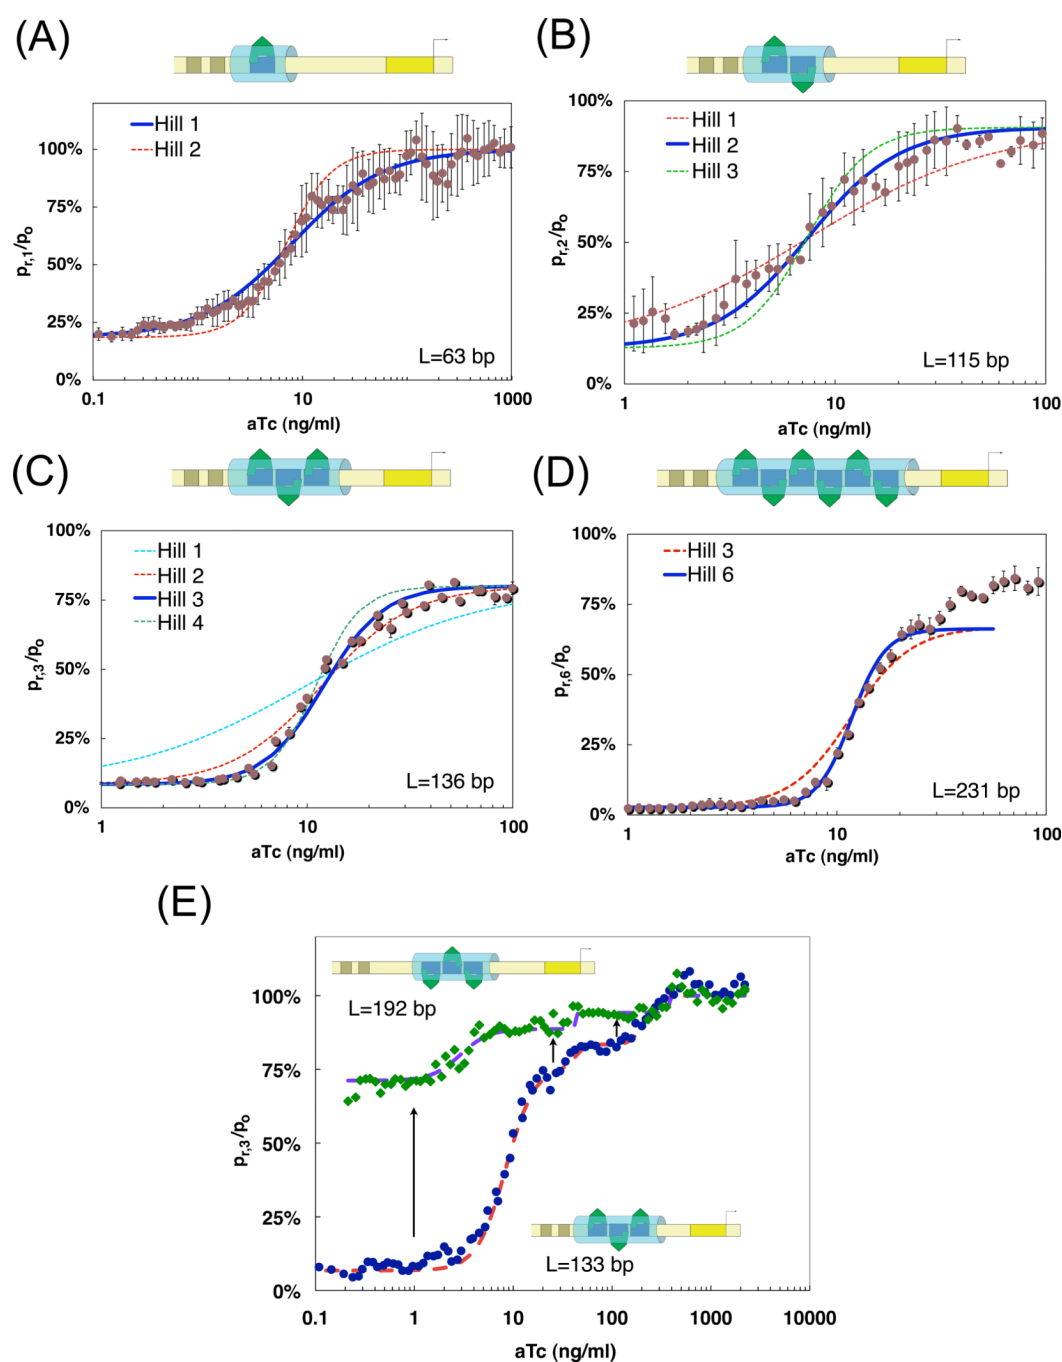 (A)
Hill 1
Hill 2
100%
75%
50%
25%
0%
pr,1/po
L=63 bp
0.1 10 1000
aTc (ng/ml)
(B)
100%
75%
50%
25%
0%
Hill 1
Hill 2
Hill 3
pr,2/po
L=115 bp
1 10 100
aTc (ng/ml)
(C)
100%
75%
50%
25%
0%
Hill 1
Hill 2
Hill 3
Hill 4
pr,3/po
L=136 bp
1 10 100
aTc (ng/ml)
(D)
100%
75%
50%
25%
0%
Hill 3
Hill 6
pr,6/po
L=231 bp
1 10 100
aTc (ng/ml)
(E)
L=192 bp
100%
75%
50%
25%
0%
pr,3/po
L=133 bp
0.1 1 10 100 1000 10000
aTc (ng/ml)